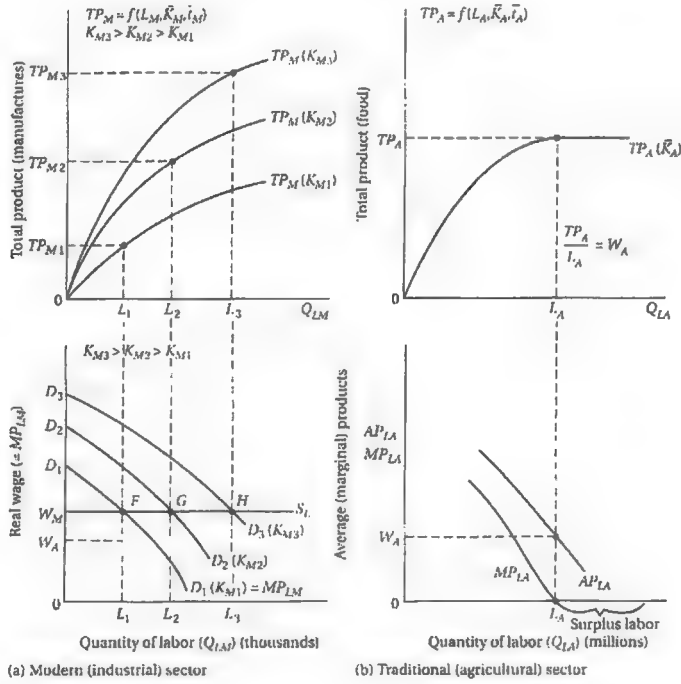 TP_M = f(L_M, K̄_M, t̄_M)
K_M3 > K_M2 > K_M1
Total product (manufactures)
TP_M3
TP_M2
TP_M1
0
TP_M (K_M3)
TP_M (K_M2)
TP_M (K_M1)
L_1 L_2 L_3 Q_LM
TP_A = f(L_A, K̄_A, t̄_A)
Total product (food)
TP_A
TP_A (K̄_A)
TP_A / L_A = W_A
0
L_A Q_LA
K_M3 > K_M2 > K_M1
Real wage (= MP_LM)
D_3
D_2
D_1
W_M
W_A
0
F G H S_L
D_3 (K_M3)
D_2 (K_M2)
D_1 (K_M1) = MP_LM
L_1 L_2 L_3
Quantity of labor (Q_LM) (thousands)
(a) Modern (industrial) sector
Average (marginal) products
AP_LA
MP_LA
W_A
MP_LA
AP_LA
0
L_A
Surplus labor
Quantity of labor (Q_LA) (millions)
(b) Traditional (agricultural) sector